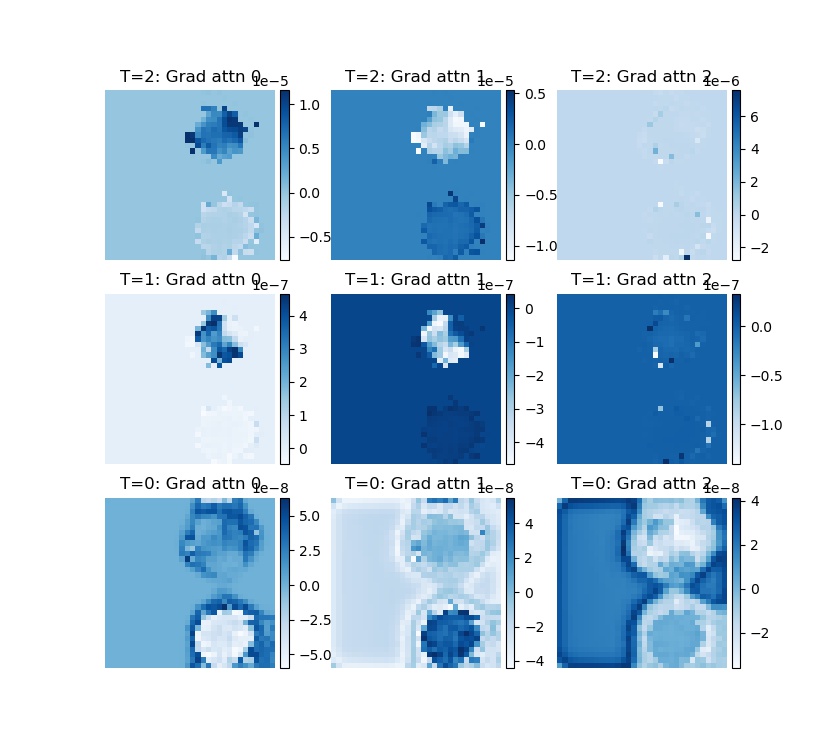 T=2: Grad attn 0
1e−5
1.0
0.5
0.0
−0.5
T=2: Grad attn 1
1e−5
0.5
0.0
−0.5
−1.0
T=2: Grad attn 2
1e−6
6
4
2
0
−2
T=1: Grad attn 0
1e−7
4
3
2
1
0
T=1: Grad attn 1
1e−7
0
−1
−2
−3
−4
T=1: Grad attn 2
1e−7
0.0
−0.5
−1.0
T=0: Grad attn 0
1e−8
5.0
2.5
0.0
−2.5
−5.0
T=0: Grad attn 1
1e−8
4
2
0
−2
−4
T=0: Grad attn 2
1e−8
4
2
0
−2